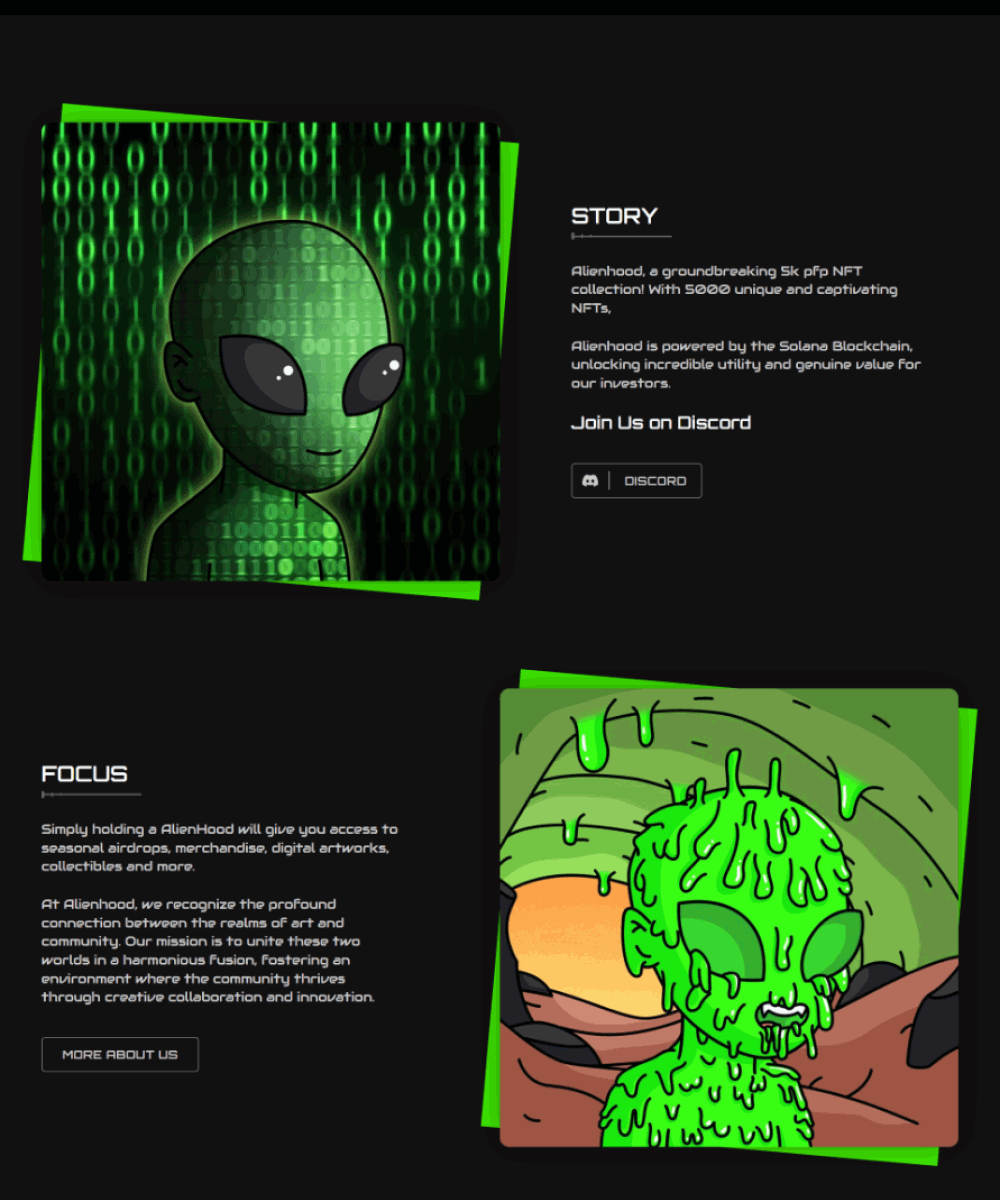 STORY
Alienhood, a groundbreaking 5k pfp NFT
collection! With 5000 unique and captivating
NFTs,
Alienhood is powered by the Solana Blockchain,
unlocking incredible utility and genuine value for
our investors.
Join Us on Discord
DISCORD
FOCUS
Simply holding a AlienHood will give you access to
seasonal airdrops, merchandise, digital artworks,
collectibles and more.
At Alienhood, we recognize the profound
connection between the realms of art and
community. Our mission is to unite these two
worlds in a harmonious fusion, fostering an
environment where the community thrives
through creative collaboration and innovation.
MORE ABOUT US